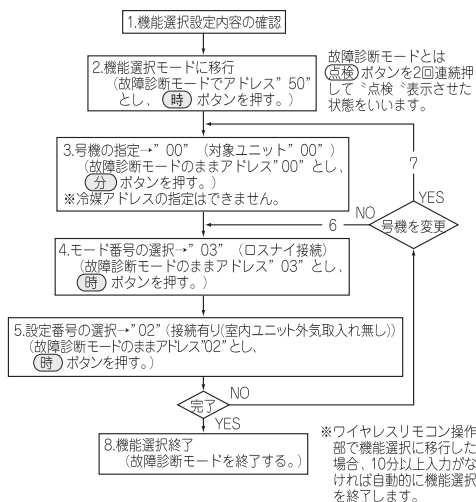 1.機能選択設定内容の確認
2.機能選択モードに移行
(故障診断モードでアドレス”50”
とし、 時 ボタンを押す。)
故障診断モードとは
点検 ボタンを2回連続押
して〝点検〟表示させた
状態をいいます。
3.号機の指定→”00” (対象ユニット”00”)
(故障診断モードのままアドレス”00”とし、
分 ボタンを押す。)
※冷媒アドレスの指定はできません。
7
YES
NO
号機を変更
6
4.モード番号の選択→”03” (ロスナイ接続)
(故障診断モードのままアドレス”03”とし、
時 ボタンを押す。)
5.設定番号の選択→”02”(接続有り(室内ユニット外気取入れ無し))
(故障診断モードのままアドレス”02”とし、
時 ボタンを押す。)
NO
完了
YES
8.機能選択終了
(故障診断モードを終了する。)
※ワイヤレスリモコン操作
部で機能選択に移行した
場合、10分以上入力がな
ければ自動的に機能選択
を終了します。